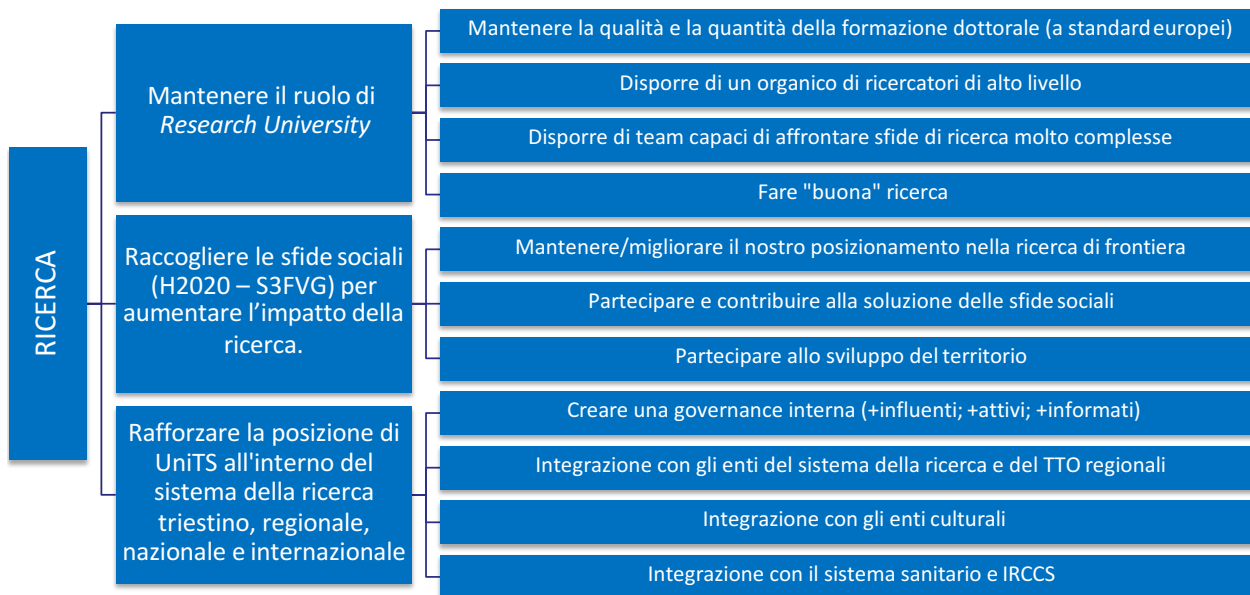 RICERCA
Mantenere il ruolo di
Research University
Mantenere la qualità e la quantità della formazione dottorale (a standard europei)
Disporre di un organico di ricercatori di alto livello
Disporre di team capaci di affrontare sfide di ricerca molto complesse
Fare "buona" ricerca
Raccogliere le sfide sociali
(H2020 – S3FVG) per
aumentare l’impatto della
ricerca.
Mantenere/migliorare il nostro posizionamento nella ricerca di frontiera
Partecipare e contribuire alla soluzione delle sfide sociali
Partecipare allo sviluppo del territorio
Rafforzare la posizione di
UniTS all'interno del
sistema della ricerca
triestino, regionale,
nazionale e internazionale
Creare una governance interna (+influenti; +attivi; +informati)
Integrazione con gli enti del sistema della ricerca e del TTO regionali
Integrazione con gli enti culturali
Integrazione con il sistema sanitario e IRCCS